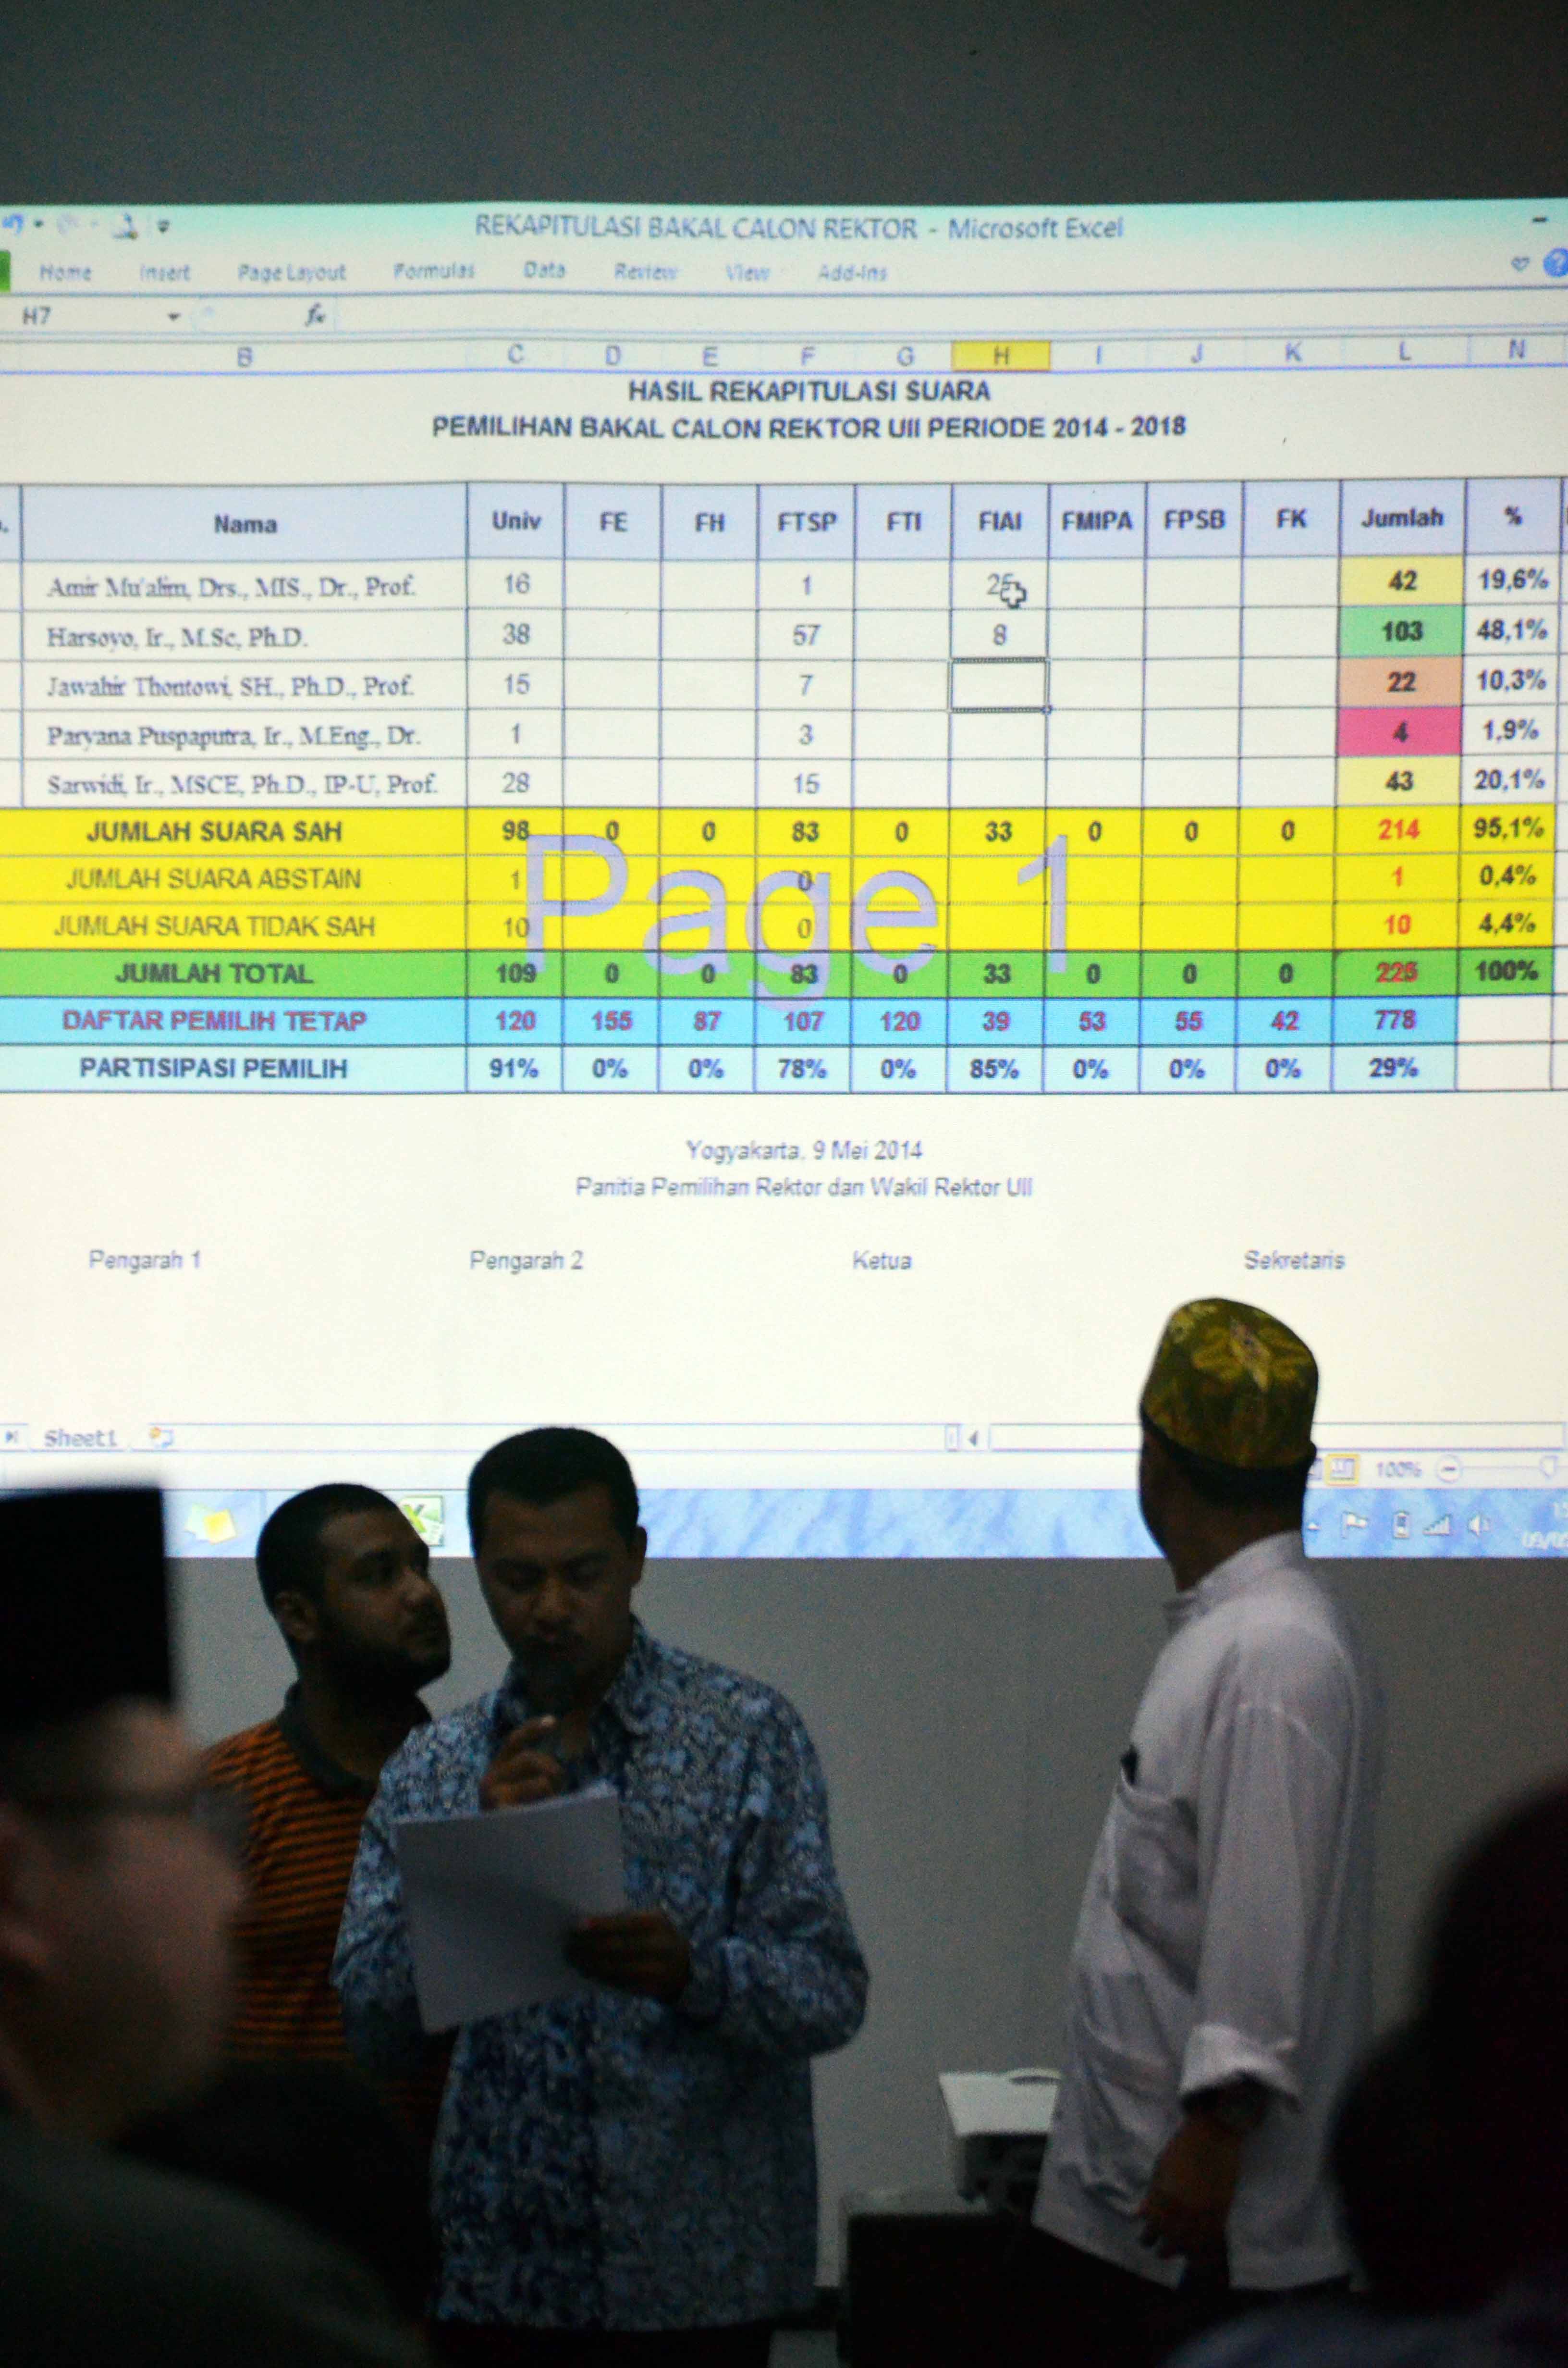 REKAPITULASI BAKAL CALON REKTOR - Microsoft Excel
Home Insert Page Layout Formulas Data Review View Add-Ins
H7 fx
B C D E F G H I J K L N
HASIL REKAPITULASI SUARA
PEMILIHAN BAKAL CALON REKTOR UII PERIODE 2014 - 2018
Nama Univ FE FH FTSP FTI FIAI FMIPA FPSB FK Jumlah %
Amir Mu'alim, Drs., MIS., Dr., Prof. 16 1 25 42 19,6%
Harsoyo, Ir., M.Sc, Ph.D. 38 57 8 103 48,1%
Jawahir Thontowi, SH., Ph.D., Prof. 15 7 22 10,3%
Paryana Puspaputra, Ir., M.Eng., Dr. 1 3 4 1,9%
Sarwidi, Ir., MSCE, Ph.D., IP-U, Prof. 28 15 43 20,1%
JUMLAH SUARA SAH 98 0 0 83 0 33 0 0 0 214 95,1%
JUMLAH SUARA ABSTAIN 1 0 1 0,4%
JUMLAH SUARA TIDAK SAH 10 0 10 4,4%
Page 1
JUMLAH TOTAL 109 0 0 83 0 33 0 0 0 225 100%
DAFTAR PEMILIH TETAP 120 155 87 107 120 39 53 55 42 778
PARTISIPASI PEMILIH 91% 0% 0% 78% 0% 85% 0% 0% 0% 29%
Yogyakarta, 9 Mei 2014
Panitia Pemilihan Rektor dan Wakil Rektor UII
Pengarah 1 Pengarah 2 Ketua Sekretaris
Sheet1
100%